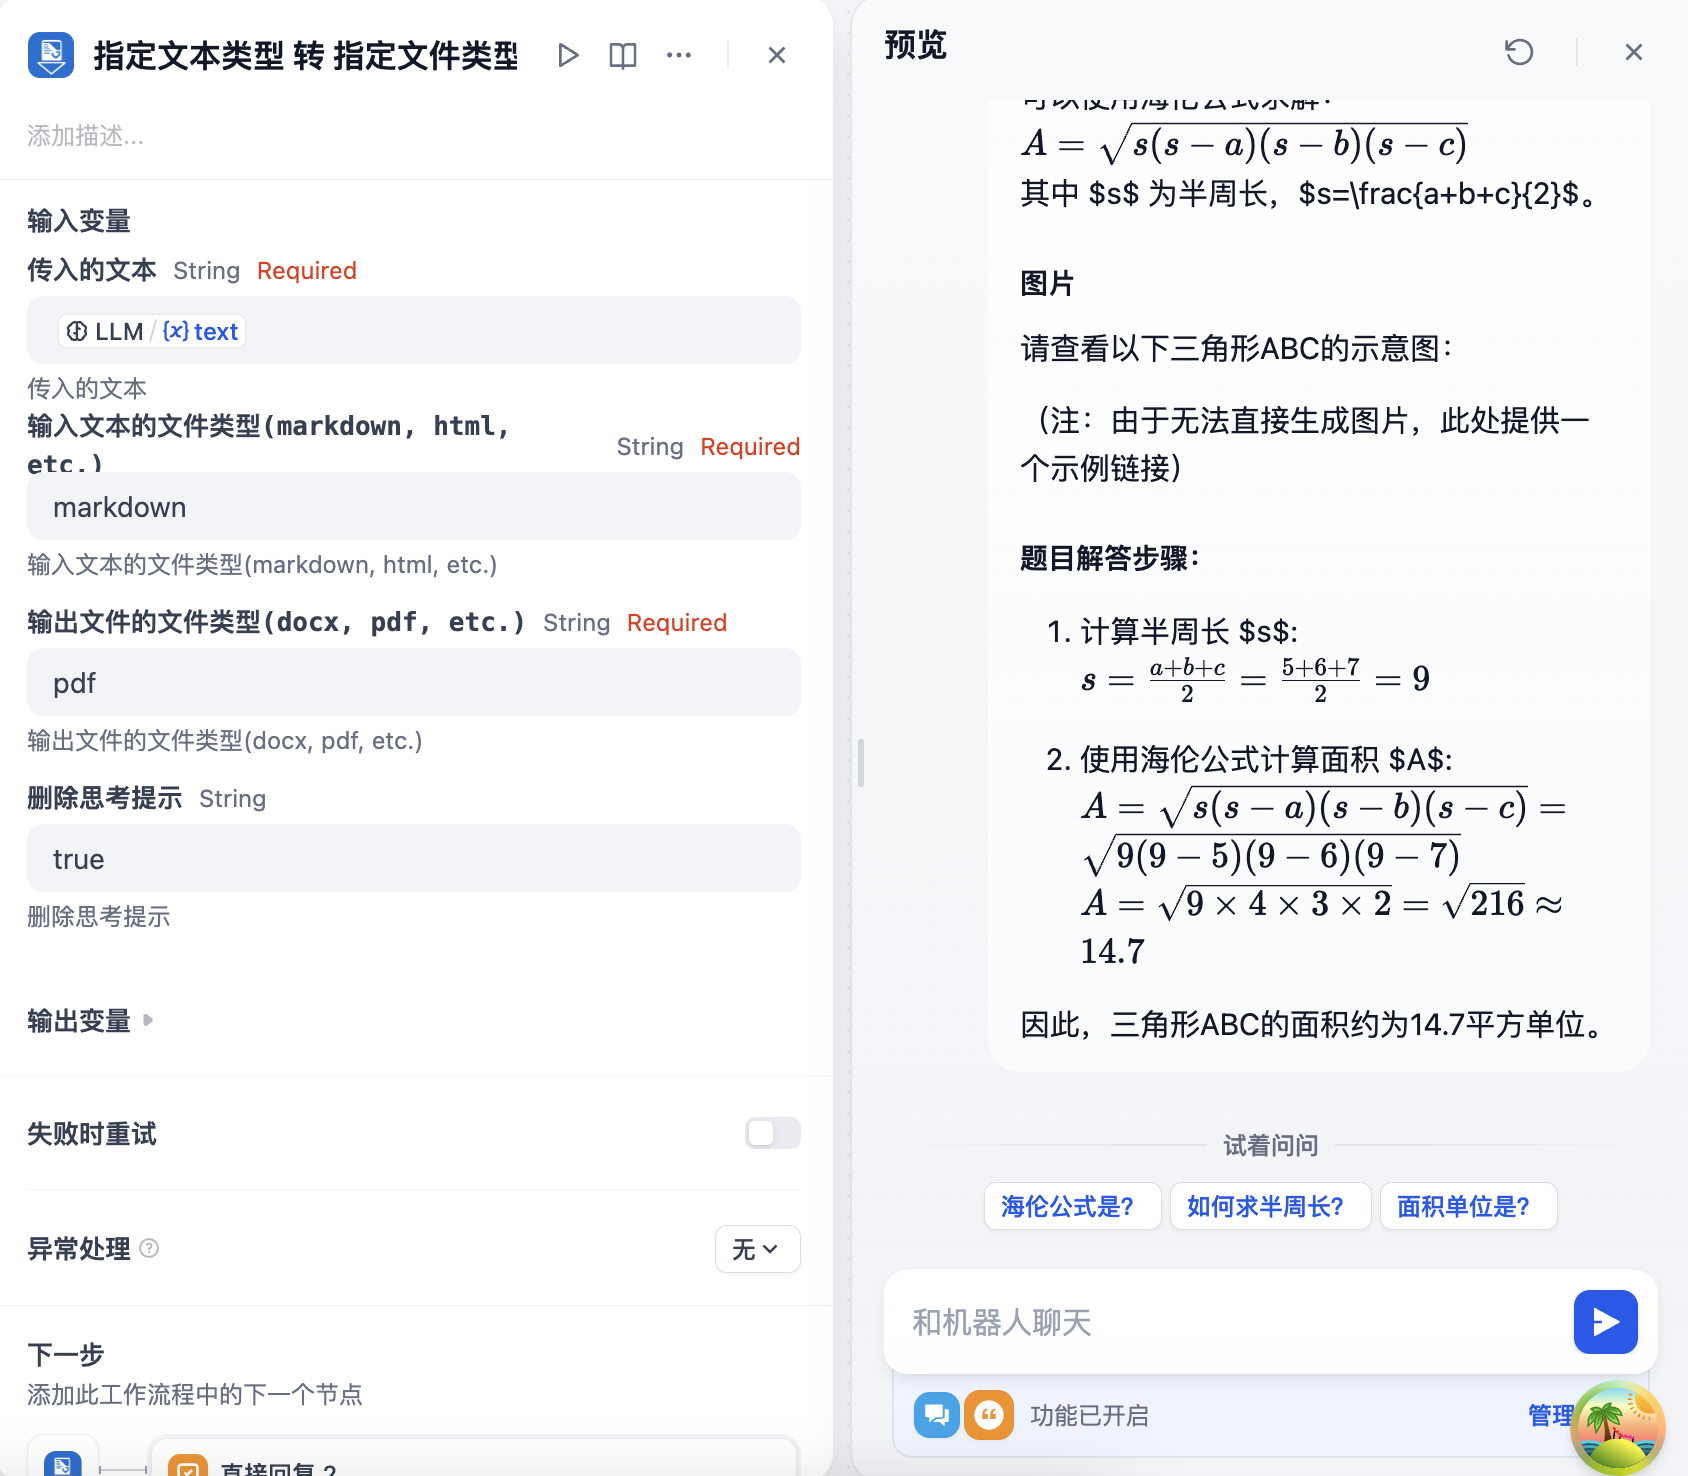 指定文本类型 转 指定文件类型
添加描述...
输入变量
传入的文本 String Required
LLM / {x} text
传入的文本
输入文本的文件类型(markdown, html, etc.) String Required
markdown
输入文本的文件类型(markdown, html, etc.)
输出文件的文件类型(docx, pdf, etc.) String Required
pdf
输出文件的文件类型(docx, pdf, etc.)
删除思考提示 String
true
删除思考提示
输出变量
失败时重试
异常处理
无
下一步
添加此工作流程中的下一个节点
直接回复 2
预览
可以使用海伦公式求解：
A = √s(s − a)(s − b)(s − c)
其中 $s$ 为半周长，$s=\frac{a+b+c}{2}$。
图片
请查看以下三角形ABC的示意图：
（注：由于无法直接生成图片，此处提供一
个示例链接）
题目解答步骤：
1. 计算半周长 $s$:
s = a+b+c/2 = 5+6+7/2 = 9
2. 使用海伦公式计算面积 $A$:
A = √s(s − a)(s − b)(s − c) =
√9(9 − 5)(9 − 6)(9 − 7)
A = √9 × 4 × 3 × 2 = √216 ≈
14.7
因此，三角形ABC的面积约为14.7平方单位。
试着问问
海伦公式是?
如何求半周长?
面积单位是?
和机器人聊天
功能已开启
管理